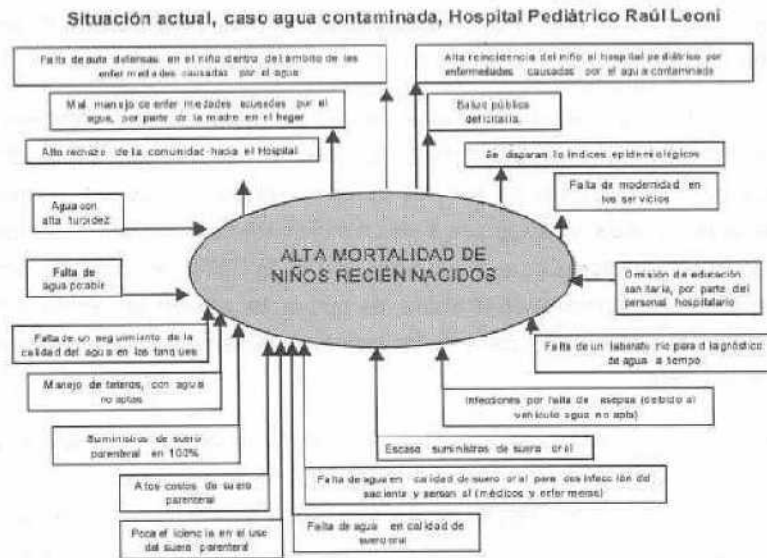 Situación actual, caso agua contaminada, Hospital Pediátrico Raúl Leoni
Falta de auto defensas en el niño dentro del ámbito de las
enfermedades causadas por el agua
Alta reincidencia del niño al hospital pediátrico por
enfermedades causadas por el agua contaminada
Mal manejo de enfermedades causadas por el
agua, por parte de la madre en el hogar
Salud pública
deficitaria.
Alto rechazo de la comunidad hacia el Hospital
Se disparan lo índices epidemiológicos
Falta de modernidad en
los servicios
Agua con
alta turbidez
ALTA MORTALIDAD DE
NIÑOS RECIEN NACIDOS
Falta de
agua potable
Omisión de educación
sanitaria, por parte del
personal hospitalario
Falta de un seguimiento de la
calidad del agua en los tanques
Falta de un laboratorio para diagnóstico
de agua a tiempo
Manejo de teteros, con agua
no aptas
Infecciones por falta de asepsia (debido al
vehículo agua no apta)
Suministros de suero
parenteral en 100%
Escaso suministros de suero oral
Altos costos de suero
parenteral
Falta de agua en calidad de suero oral para desinfección del
paciente y personal (médicos y enfermeras)
Poca eficiencia en el uso
del suero parenteral
Falta de agua en calidad de
suero oral